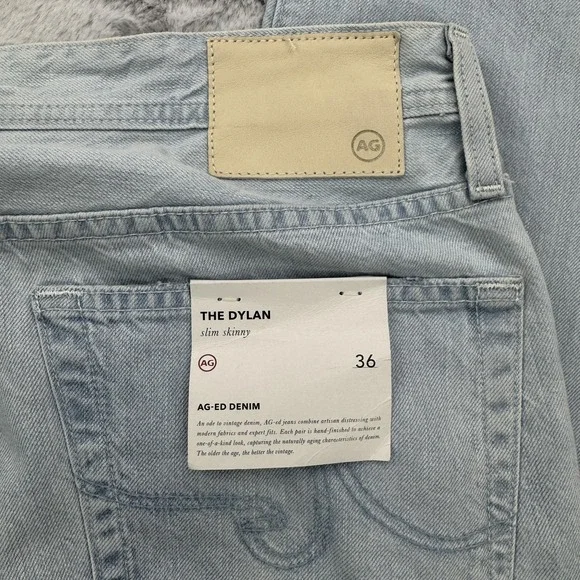 AG
THE DYLAN
slim skinny
AG 36
AG-ED DENIM
An ode to vintage denim, AG-ed jeans combine artisan distressing with
modern fabrics and expert fits. Each pair is hand-finished to achieve a
one-of-a-kind look, capturing the naturally aging characteristics of denim.
The older the age, the better the vintage.